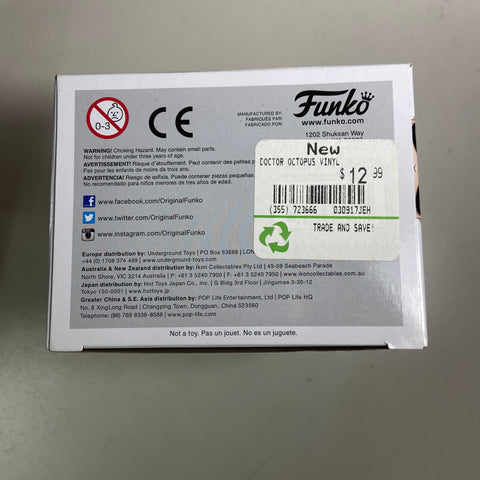 0-3
CE
MANUFACTURED BY:
FABRIQUÉS PAR:
FABRICADO POR:
Funko
www.funko.com
1202 Shuksan Way
WARNING! Choking Hazard. May contain small parts.
Not for children under three years of age.
AVERTISSEMENT! Risque d'étouffement. Peut contenir des petites
Pas pour les enfants de moins de trois ans.
ADVERTENCIA! Riesgo de asfixia. Puede contener piezas pequeñas.
No recomendado para niños menores de tres años de edad.
New
DOCTOR OCTOPUS VINYL
$ 12.99
(355) 723666 030917JEH
TRADE AND SAVE!
www.facebook.com/OriginalFunko
www.twitter.com/OriginalFunko
www.instagram.com/OriginalFunko
Europe distribution by: Underground Toys | PO Box 63668 |
+44 (0) 1708 374 499 | www.underground-toys.com
Australia & New Zealand distribution by: Ikon Collectables Pty Ltd | 49-59 Seabeach Parade
North Shore, VIC 3214 Australia | P: +61 3 5240 7900 | F: +61 3 5240 7950 | www.ikoncollectables.com.au
Japan distribution by: Hot Toys Japan Co., Inc. | G Bldg 3rd Floor | Jingumae 3-30-12
Tokyo 150-0001 | www.hottoys.jp
Greater China & S.E. Asia distribution by: POP Life Entertainment, Ltd | POP Life HQ
No. 8 XingLong Road | Changping Town, Dongguan, China 523560
Telephone: (86) 769 8339-8588 | www.pop-life.com
Not a toy. Pas un jouet. No es un juguete.